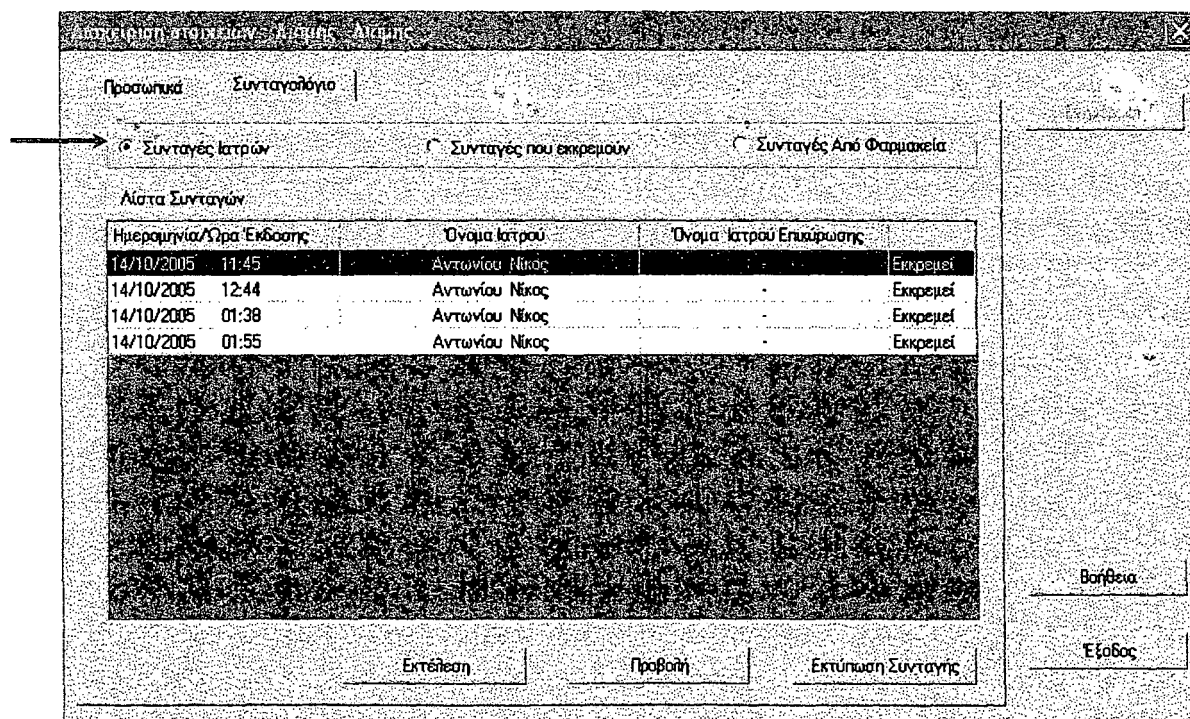 Διαχείριση στοιχείων
Προσωπικά Συνταγολόγιο
Συνταγές Ιατρών Συνταγές που εκκρεμούν Συνταγές Από Φαρμακεία
Λίστα Συνταγών
Ημερομηνία/Ώρα Έκδοσης Όνομα Ιατρού Όνομα Ιατρού Επικύρωσης
14/10/2005 11:45 Αντωνίου Νίκος - Εκκρεμεί
14/10/2005 12:44 Αντωνίου Νίκος - Εκκρεμεί
14/10/2005 01:38 Αντωνίου Νίκος - Εκκρεμεί
14/10/2005 01:55 Αντωνίου Νίκος - Εκκρεμεί
Βοήθεια
Εκτέλεση Προβολή Εκτύπωση Συνταγής Έξοδος